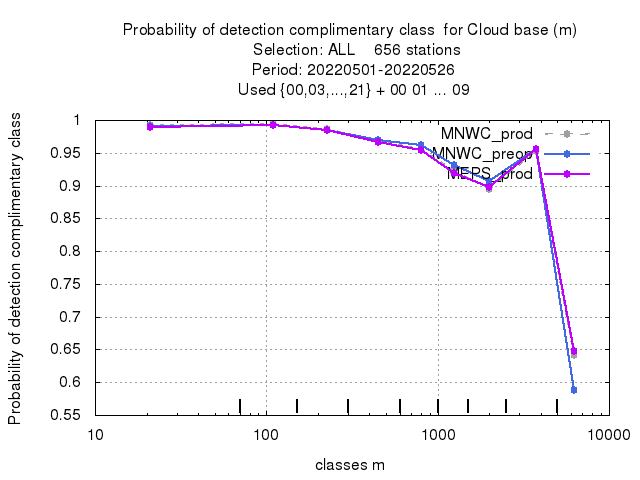 Probability of detection complimentary class  for Cloud base (m)
Selection: ALL    656 stations
Period: 20220501-20220526
Used {00,03,...,21} + 00 01 ... 09
Probability of detection complimentary class
1
0.95
0.9
0.85
0.8
0.75
0.7
0.65
0.6
0.55
MNWC_prod
MNWC_preop
MEPS_prod
10
100
1000
10000
classes m